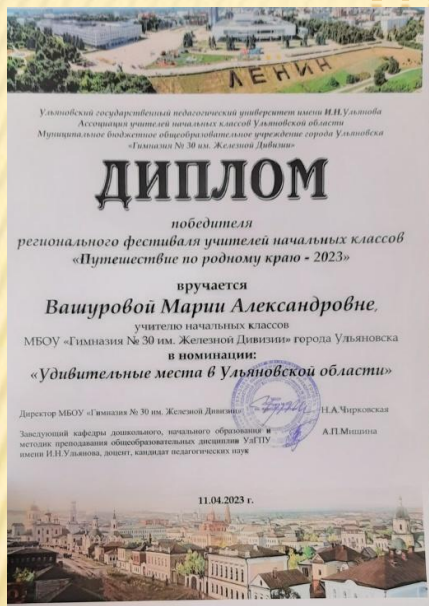 ЛЕНИН
Ульяновский государственный педагогический университет имени И.Н.Ульянова
Ассоциация учителей начальных классов Ульяновской области
Муниципальное бюджетное общеобразовательное учреждение города Ульяновска
«Гимназия № 30 им. Железной Дивизии»
ДИПЛОМ
победителя
регионального фестиваля учителей начальных классов
«Путешествие по родному краю - 2023»
вручается
Вашуровой Марии Александровне,
учителю начальных классов
МБОУ «Гимназия № 30 им. Железной Дивизии» города Ульяновска
в номинации:
«Удивительные места в Ульяновской области»
Директор МБОУ «Гимназия № 30 им. Железной Дивизии» Н.А.Чирковская
Заведующий кафедры дошкольного, начального образования и А.П.Мишина
методик преподавания общеобразовательных дисциплин УлГПУ
имени И.Н.Ульянова, доцент, кандидат педагогических наук
11.04.2023 г.